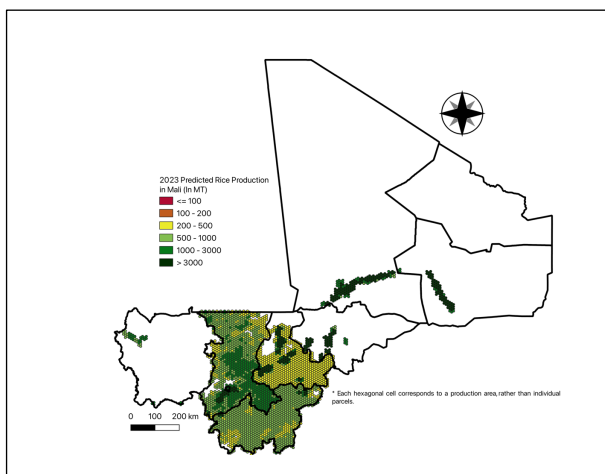 2023 Predicted Rice Production
in Mali (In MT)
<= 100
100 - 200
200 - 500
500 - 1000
1000 - 3000
> 3000
* Each hexagonal cell corresponds to a production area, rather than individual
parcels.
0 100 200 km